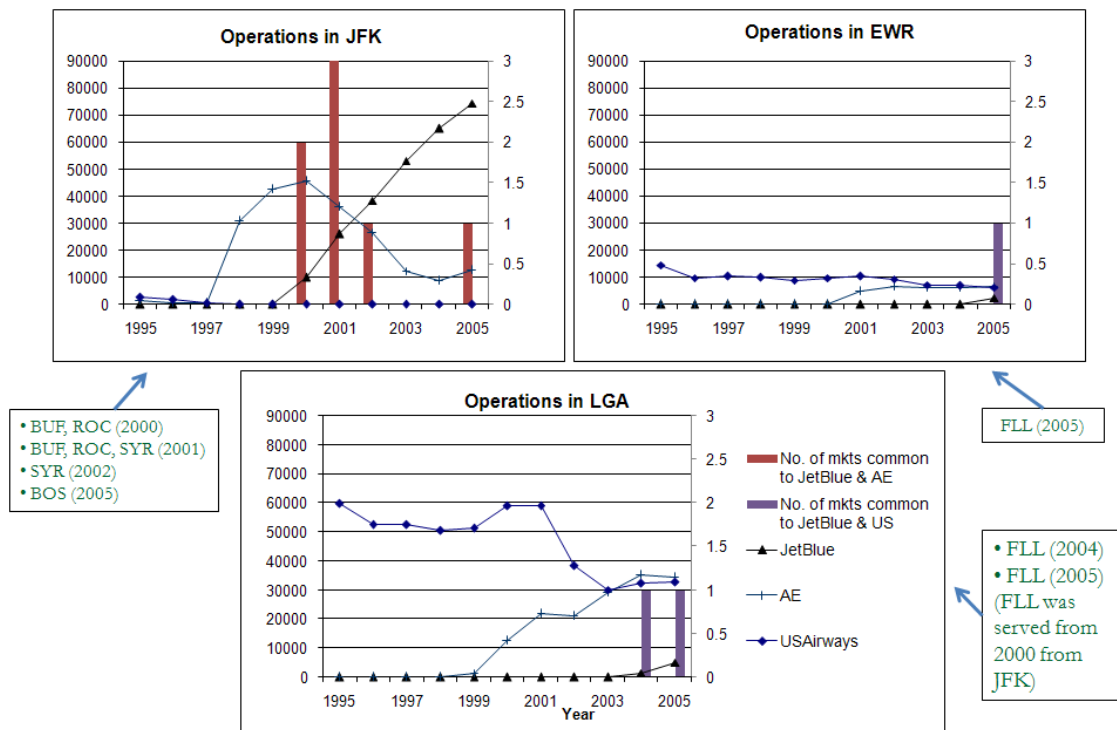 Operations in JFK
90000
80000
70000
60000
50000
40000
30000
20000
10000
0
3
2.5
2
1.5
1
0.5
0
1995 1997 1999 2001 2003 2005
Operations in EWR
90000
80000
70000
60000
50000
40000
30000
20000
10000
0
3
2.5
2
1.5
1
0.5
0
1995 1997 1999 2001 2003 2005
• BUF, ROC (2000)
• BUF, ROC, SYR (2001)
• SYR (2002)
• BOS (2005)
FLL (2005)
Operations in LGA
90000
80000
70000
60000
50000
40000
30000
20000
10000
0
3
2.5
2
1.5
1
0.5
0
1995 1997 1999 2001 2003 2005
Year
No. of mkts common
to JetBlue & AE
No. of mkts common
to JetBlue & US
JetBlue
AE
USAirways
• FLL (2004)
• FLL (2005)
(FLL was
served from
2000 from
JFK)